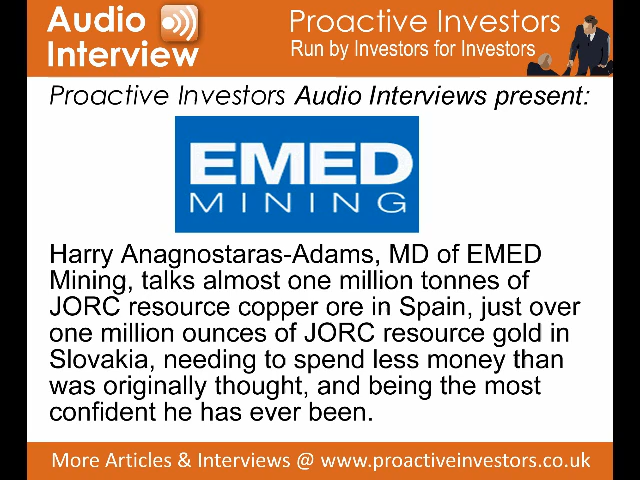 Audio
Interview
Proactive Investors
Run by Investors for Investors
Proactive Investors Audio Interviews present:
EMED
MINING
Harry Anagnostaras-Adams, MD of EMED
Mining, talks almost one million tonnes of
JORC resource copper ore in Spain, just over
one million ounces of JORC resource gold in
Slovakia, needing to spend less money than
was originally thought, and being the most
confident he has ever been.
More Articles & Interviews @ www.proactiveinvestors.co.uk